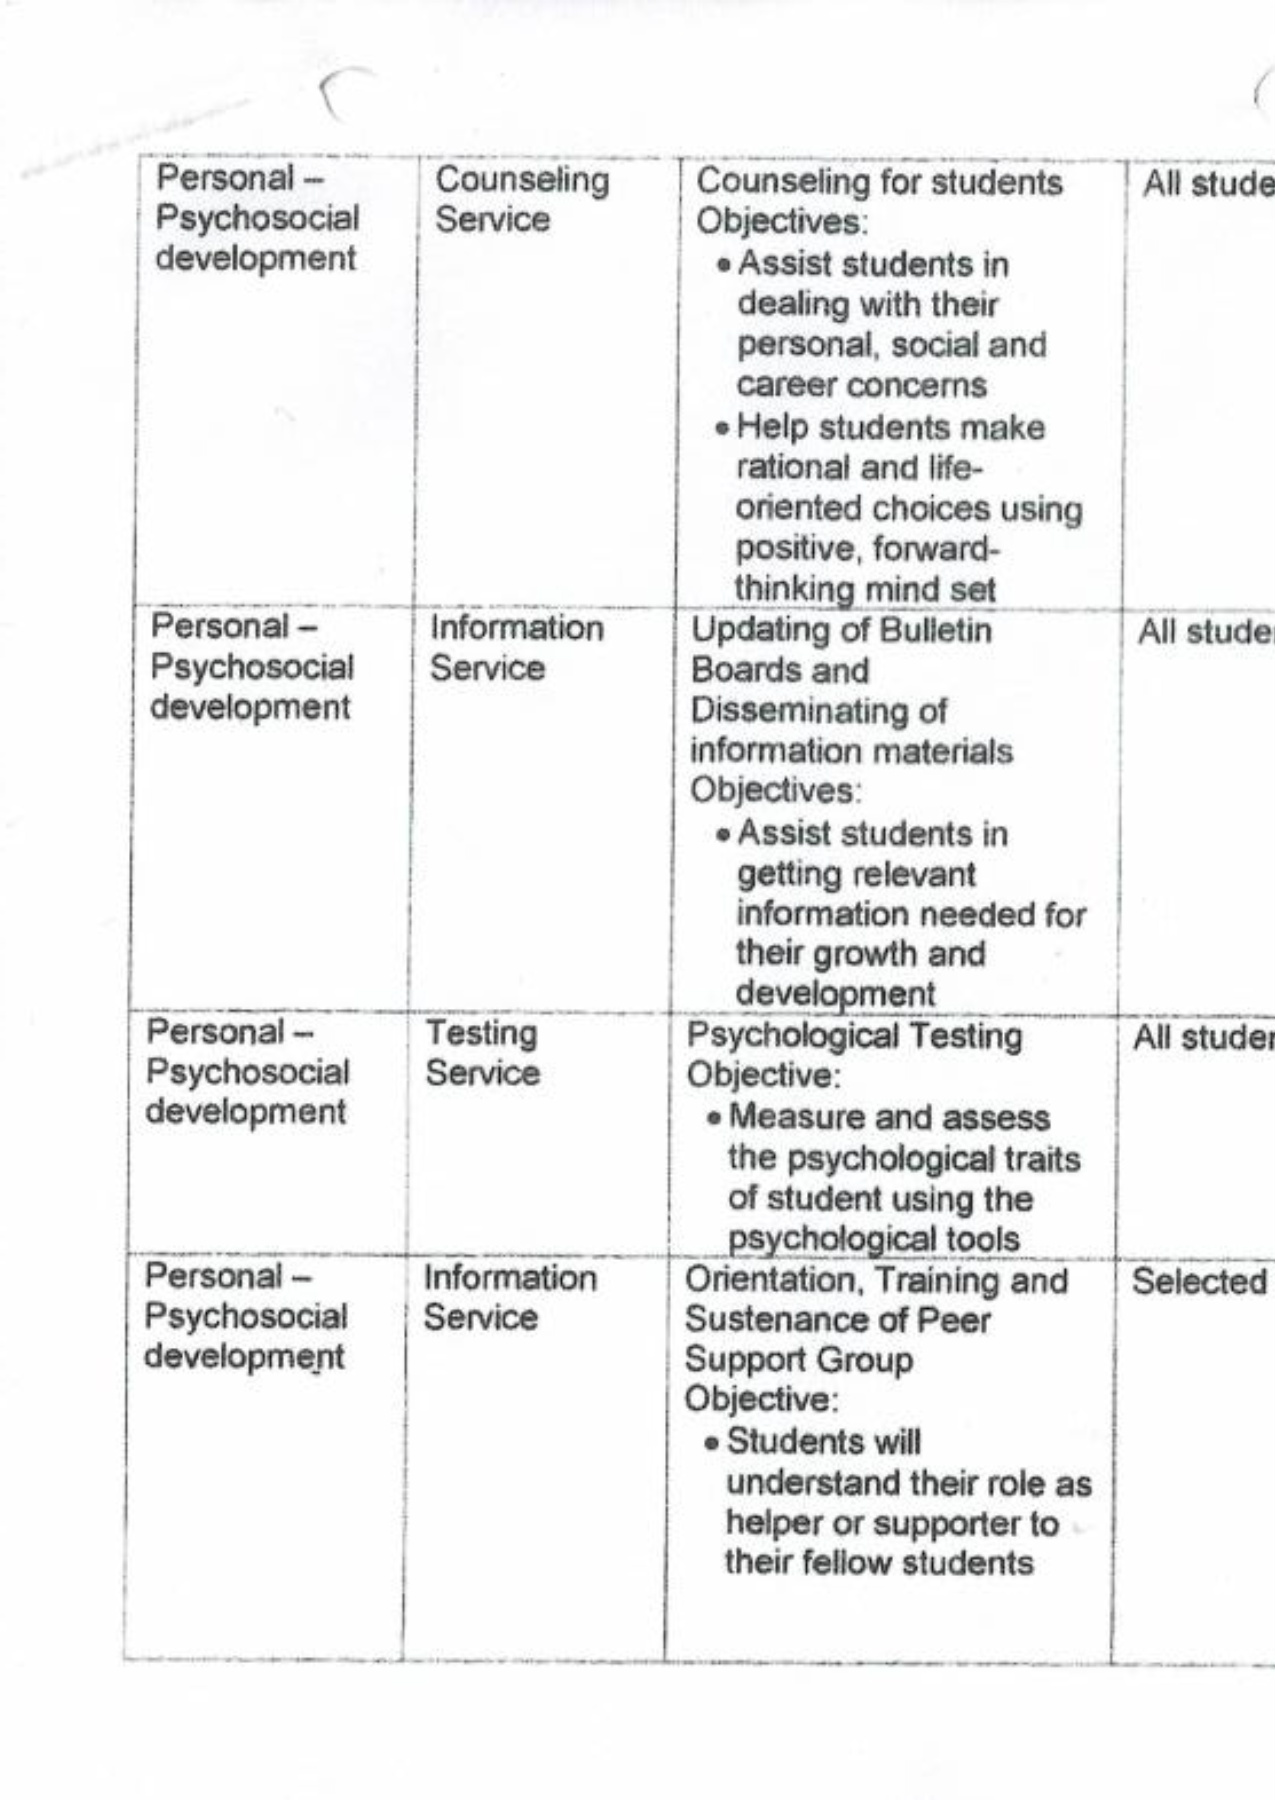 Personal –
Psychosocial
development
Counseling
Service
Counseling for students
Objectives:
• Assist students in
dealing with their
personal, social and
career concerns
• Help students make
rational and life-
oriented choices using
positive, forward-
thinking mind set
All stude
Personal –
Psychosocial
development
Information
Service
Updating of Bulletin
Boards and
Disseminating of
information materials
Objectives:
• Assist students in
getting relevant
information needed for
their growth and
development
All studen
Personal –
Psychosocial
development
Testing
Service
Psychological Testing
Objective:
• Measure and assess
the psychological traits
of student using the
psychological tools
All studen
Personal –
Psychosocial
development
Information
Service
Orientation, Training and
Sustenance of Peer
Support Group
Objective:
• Students will
understand their role as
helper or supporter to
their fellow students
Selected